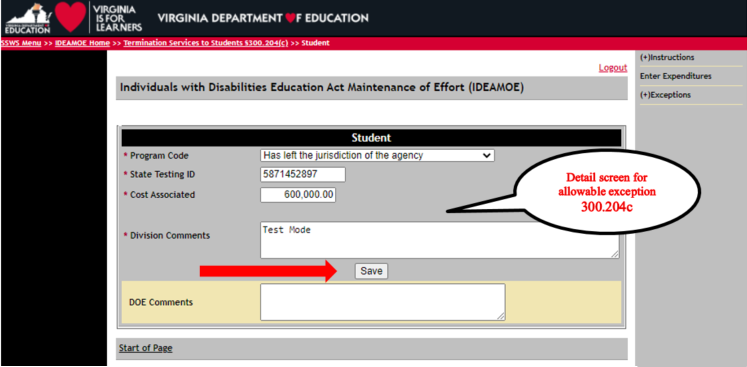 EDUCATION
VIRGINIA
IS FOR
LEARNERS
VIRGINIA DEPARTMENT OF EDUCATION
SSWS Menu >> IDEAMOE Home >> Termination Services to Students §300.204(c) >> Student
Logout
(+)Instructions
Enter Expenditures
(+)Exceptions
Individuals with Disabilities Education Act Maintenance of Effort (IDEAMOE)
Student
* Program Code
Has left the jurisdiction of the agency
* State Testing ID
5871452897
* Cost Associated
600,000.00
Detail screen for
allowable exception
300.204c
* Division Comments
Test Mode
Save
DOE Comments
Start of Page